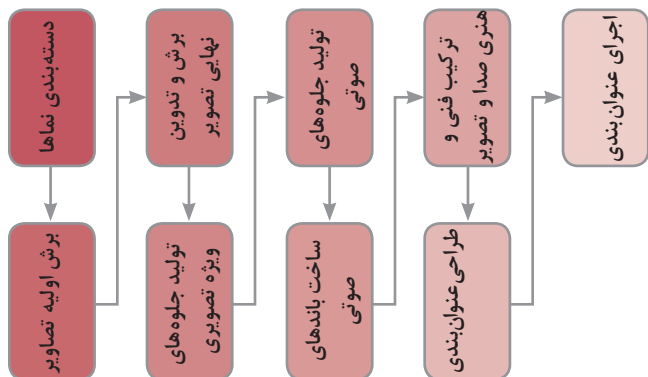 دسته‌بندی نماها
برش اولیه تصاویر
برش و تدوین
نهایی تصویر
تولید جلوه‌های
ویژه تصویری
تولید جلوه‌های
صوتی
ساخت باندهای
صوتی
ترکیب فنی و
هنری صدا و تصویر
طراحی عنوان‌بندی
اجرای عنوان‌بندی